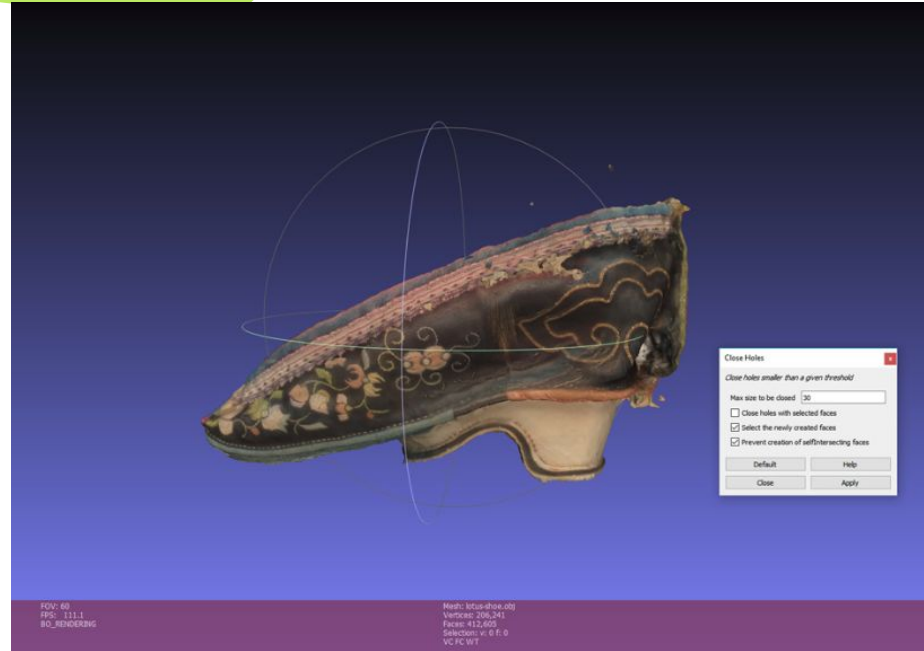 Close Holes
Close holes smaller than a given threshold
Max size to be closed 30
Close holes with selected faces
Select the newly created faces
Prevent creation of selfIntersecting faces
Default Help
Close Apply
FOV: 60
FPS: 111.1
BO_RENDERING
Mesh: lotus-shoe.obj
Vertices: 206,241
Faces: 412,605
Selection: v: 0 f: 0
VC FC WT